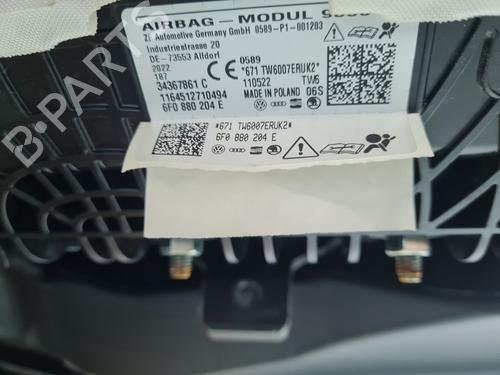 AIRBAG - MODUL
ZF Automotive Germany GmbH 0589-P1-001203
Industriestrasse 20
DE-73553 Alfdorf
2022
187
34367861 C
1164512710494
6F0 880 204 E
CE 0589
*671 TW6007ERUK2*
110522 TW6
MADE IN POLAND 06S
*671 TW6007ERUK2*
6F0 880 204 E
B-PARTS